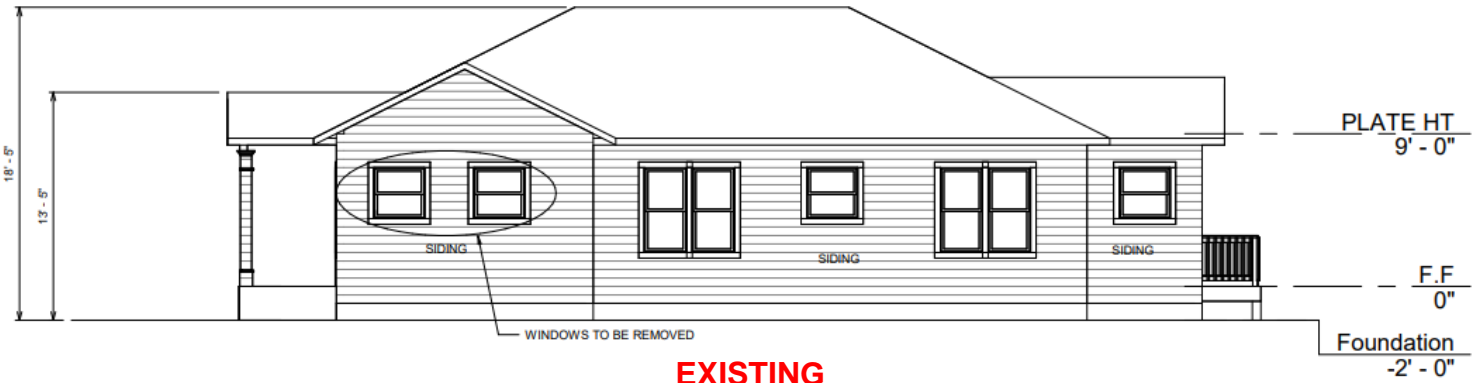 18' - 5"
13' - 5"
PLATE HT
9' - 0"
SIDING
SIDING
SIDING
F.F
0"
WINDOWS TO BE REMOVED
Foundation
-2' - 0"
EXISTING